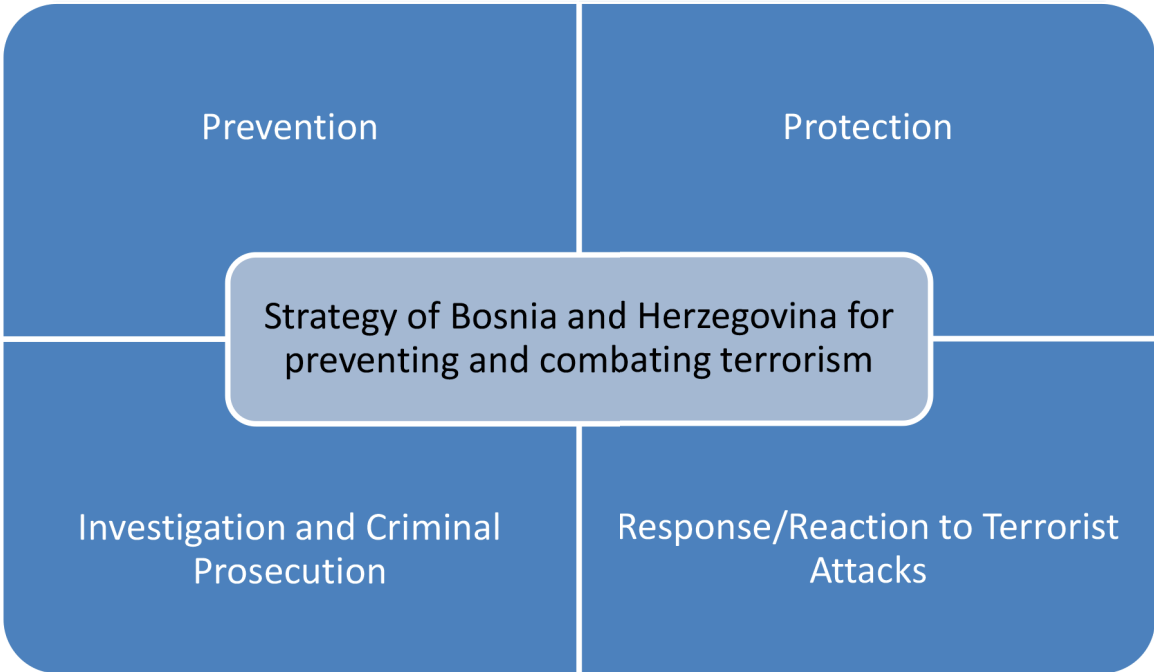 Prevention
Protection
Strategy of Bosnia and Herzegovina for
preventing and combating terrorism
Investigation and Criminal
Prosecution
Response/Reaction to Terrorist
Attacks